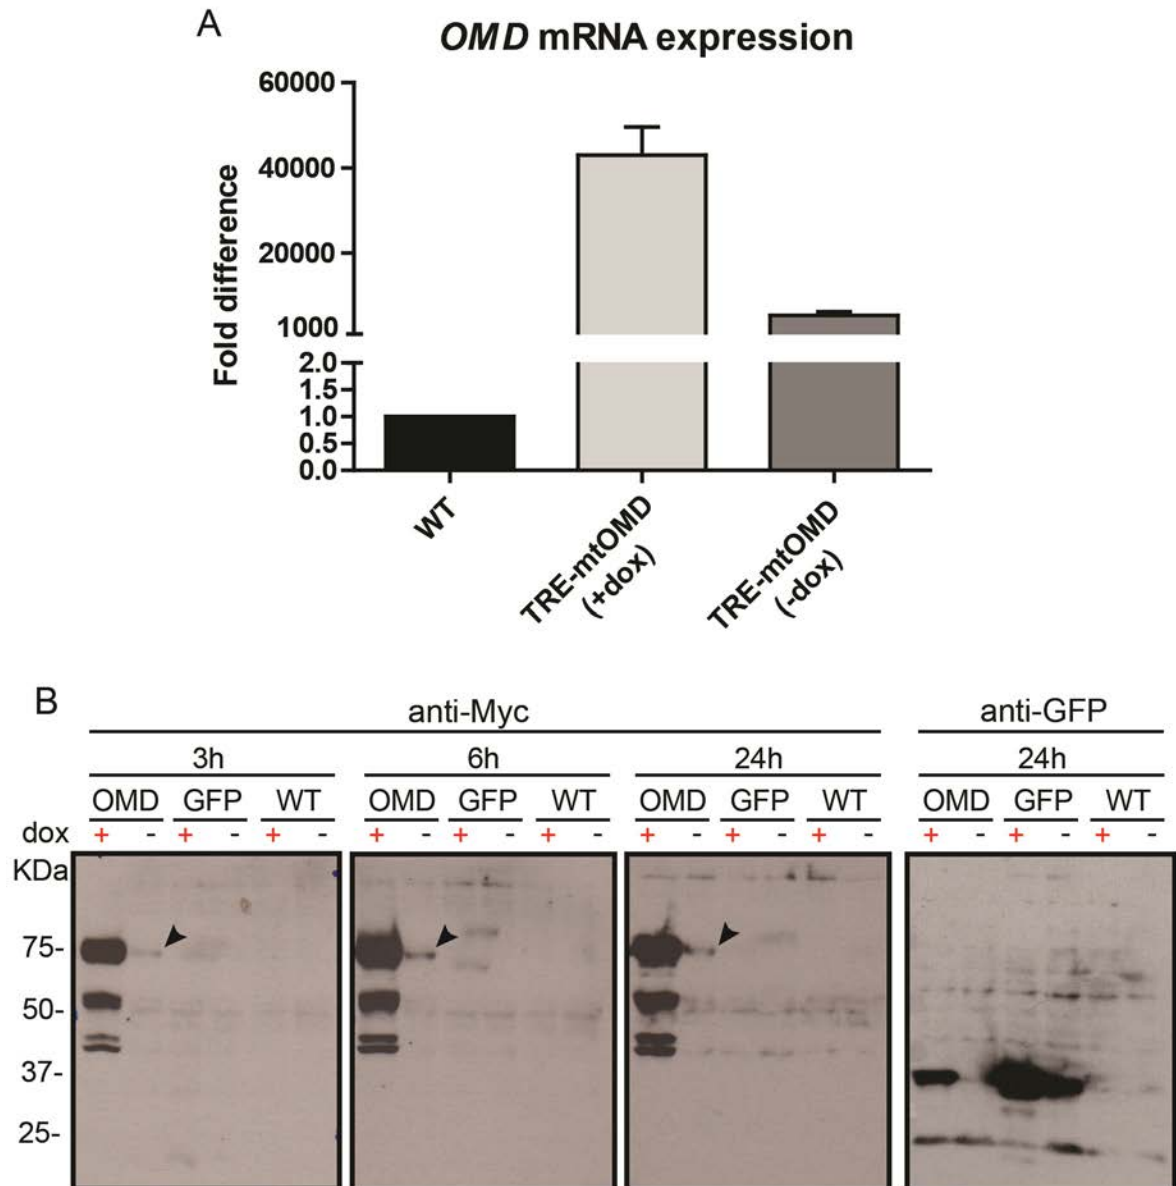 A
OMD mRNA expression
Fold difference
60000
40000
20000
1000
2.0
1.5
1.0
0.5
0.0
WT
TRE-mtOMD
(+dox)
TRE-mtOMD
(-dox)
B
anti-Myc anti-GFP
3h 6h 24h 24h
OMD GFP WT OMD GFP WT OMD GFP WT OMD GFP WT
dox + - + - + - + - + - + - + - + - + - + - + - + -
KDa
75-
50-
37-
25-